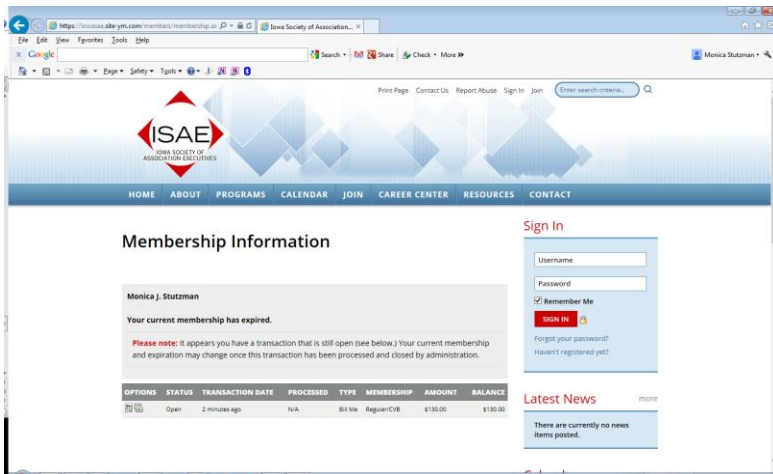 https://iowasae.site-ym.com/members/membership.as
Iowa Society of Association...
File Edit View Favorites Tools Help
x Google
Search
Share
Check
More »
Monica Stutzman
Page Safety Tools
Print Page Contact Us Report Abuse Sign In Join
Enter search criteria...
ISAE
IOWA SOCIETY OF
ASSOCIATION EXECUTIVES
HOME ABOUT PROGRAMS CALENDAR JOIN CAREER CENTER RESOURCES CONTACT
Membership Information
Monica J. Stutzman
Your current membership has expired.
Please note: It appears you have a transaction that is still open (see below.) Your current membership
and expiration may change once this transaction has been processed and closed by administration.
OPTIONS STATUS TRANSACTION DATE PROCESSED TYPE MEMBERSHIP AMOUNT BALANCE
Open 2 minutes ago N/A Bill Me Regular/CVB $130.00 $130.00
Sign In
Username
Password
Remember Me
SIGN IN
Forgot your password?
Haven't registered yet?
Latest News more
There are currently no news
items posted.